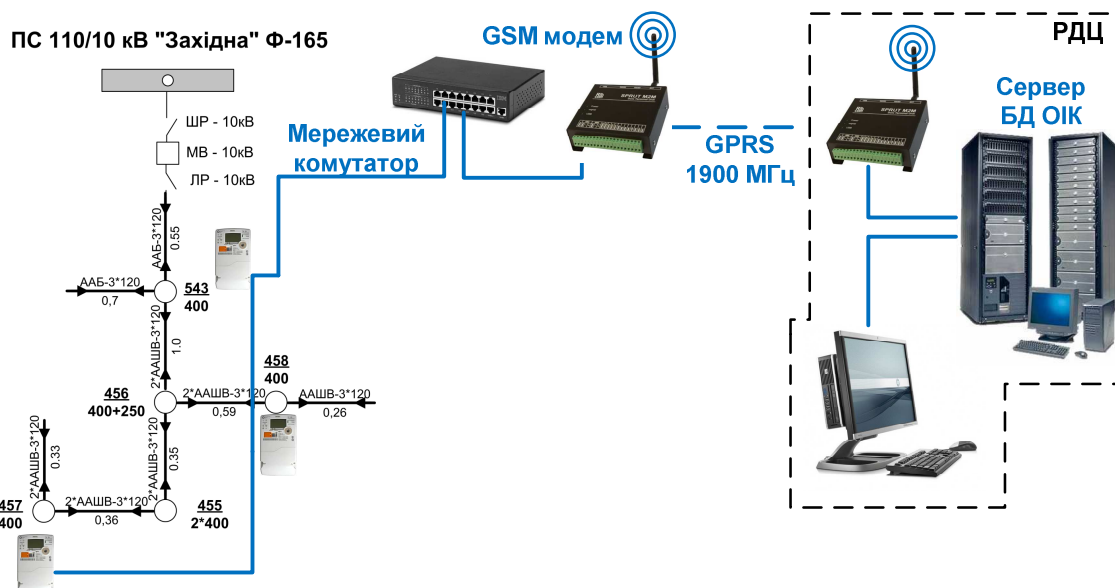 ПС 110/10 кВ "Західна" Ф-165
GSM модем
РДЦ
Сервер
БД ОІК
SPRUT M2M
SPRUT M2M
ШР - 10кВ
МВ - 10кВ
ЛР - 10кВ
Мережевий
комутатор
GPRS
1900 МГц
ААБ-3*120
0.55
ААБ-3*120
0,7
543
400
2*ААШВ-3*120
1.0
456
400+250
2*ААШВ-3*120
0,59
458
400
ААШВ-3*120
0,26
2*ААШВ-3*120
0.33
2*ААШВ-3*120
0.35
457
400
2*ААШВ-3*120
0,36
455
2*400